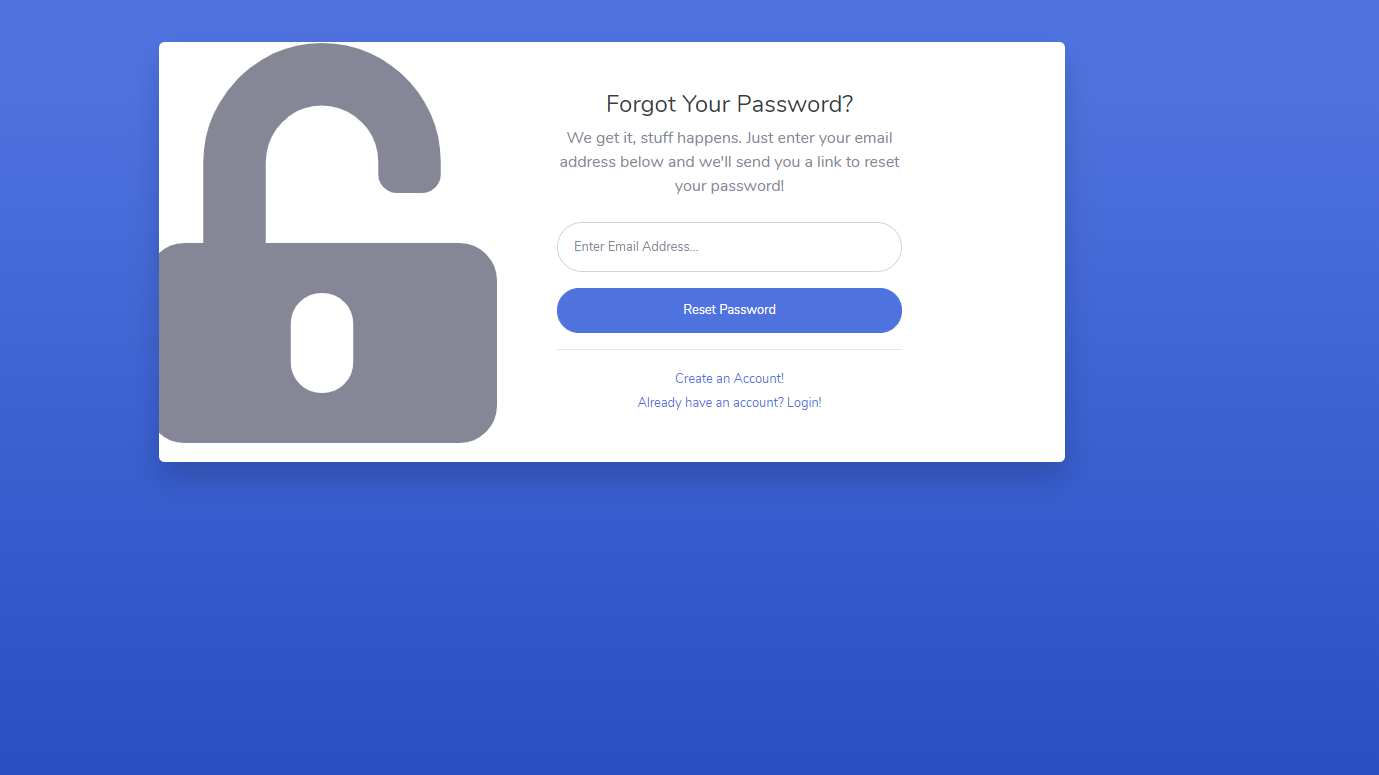 Forgot Your Password?
We get it, stuff happens. Just enter your email
address below and we'll send you a link to reset
your password!
Enter Email Address...
Reset Password
Create an Account!
Already have an account? Login!